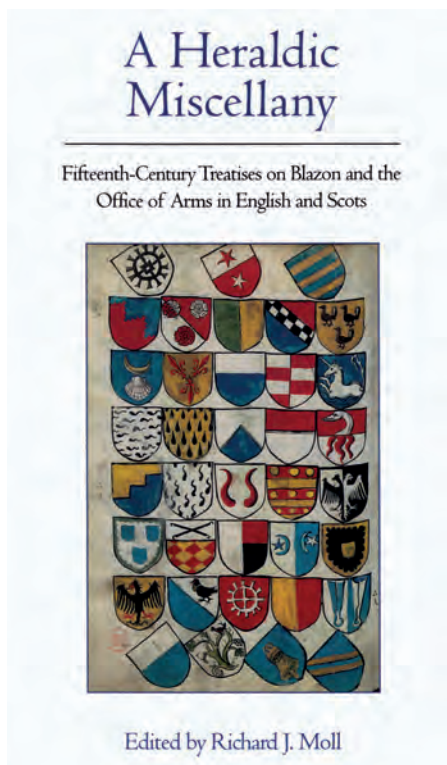 A Heraldic
Miscellany
Fifteenth-Century Treatises on Blazon and the
Office of Arms in English and Scots
Edited by Richard J. Moll